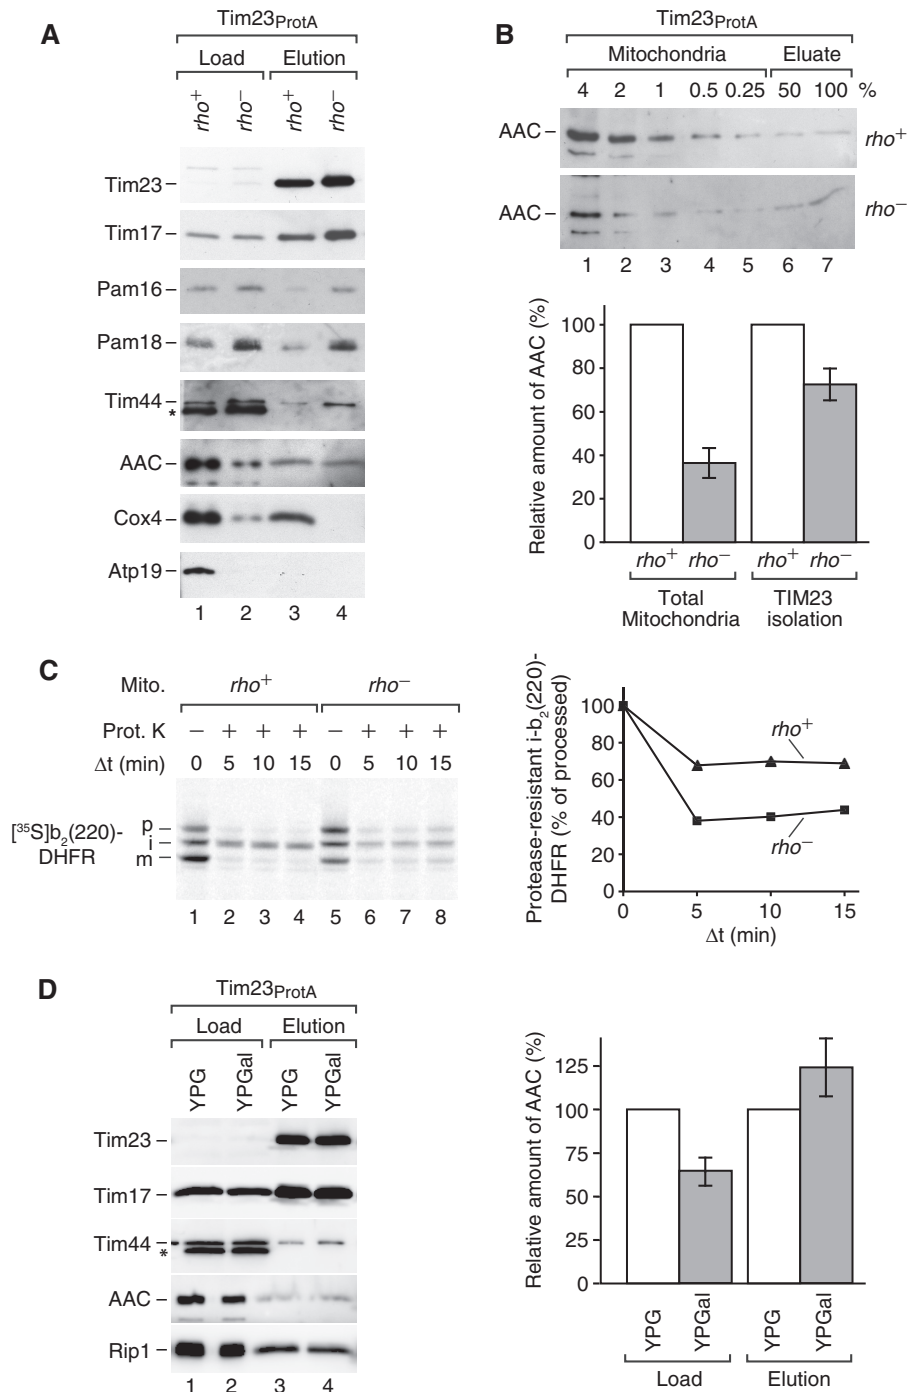 A
Tim23ProtA
Load Elution
rho+ rho− rho+ rho−
Tim23
Tim17
Pam16
Pam18
Tim44
*
AAC
Cox4
Atp19
1 2 3 4
B
Tim23ProtA
Mitochondria Eluate
4 2 1 0.5 0.25 50 100 %
AAC rho+
AAC rho−
1 2 3 4 5 6 7
Relative amount of AAC (%)
100
80
60
40
20
0
rho+ rho− rho+ rho−
Total Mitochondria
TIM23 isolation
C
Mito. rho+ rho−
Prot. K − + + + − + + +
Δt (min) 0 5 10 15 0 5 10 15
[35S]b2(220)-
DHFR
p
i
m
1 2 3 4 5 6 7 8
Protease-resistant i-b2(220)-
DHFR (% of processed)
100
80
60
40
20
0
rho+
rho−
0 5 10 15
Δt (min)
D
Tim23ProtA
Load Elution
YPG YPGal YPG YPGal
Tim23
Tim17
Tim44
*
AAC
Rip1
1 2 3 4
Relative amount of AAC (%)
125
100
75
50
25
0
YPG YPGal YPG YPGal
Load Elution